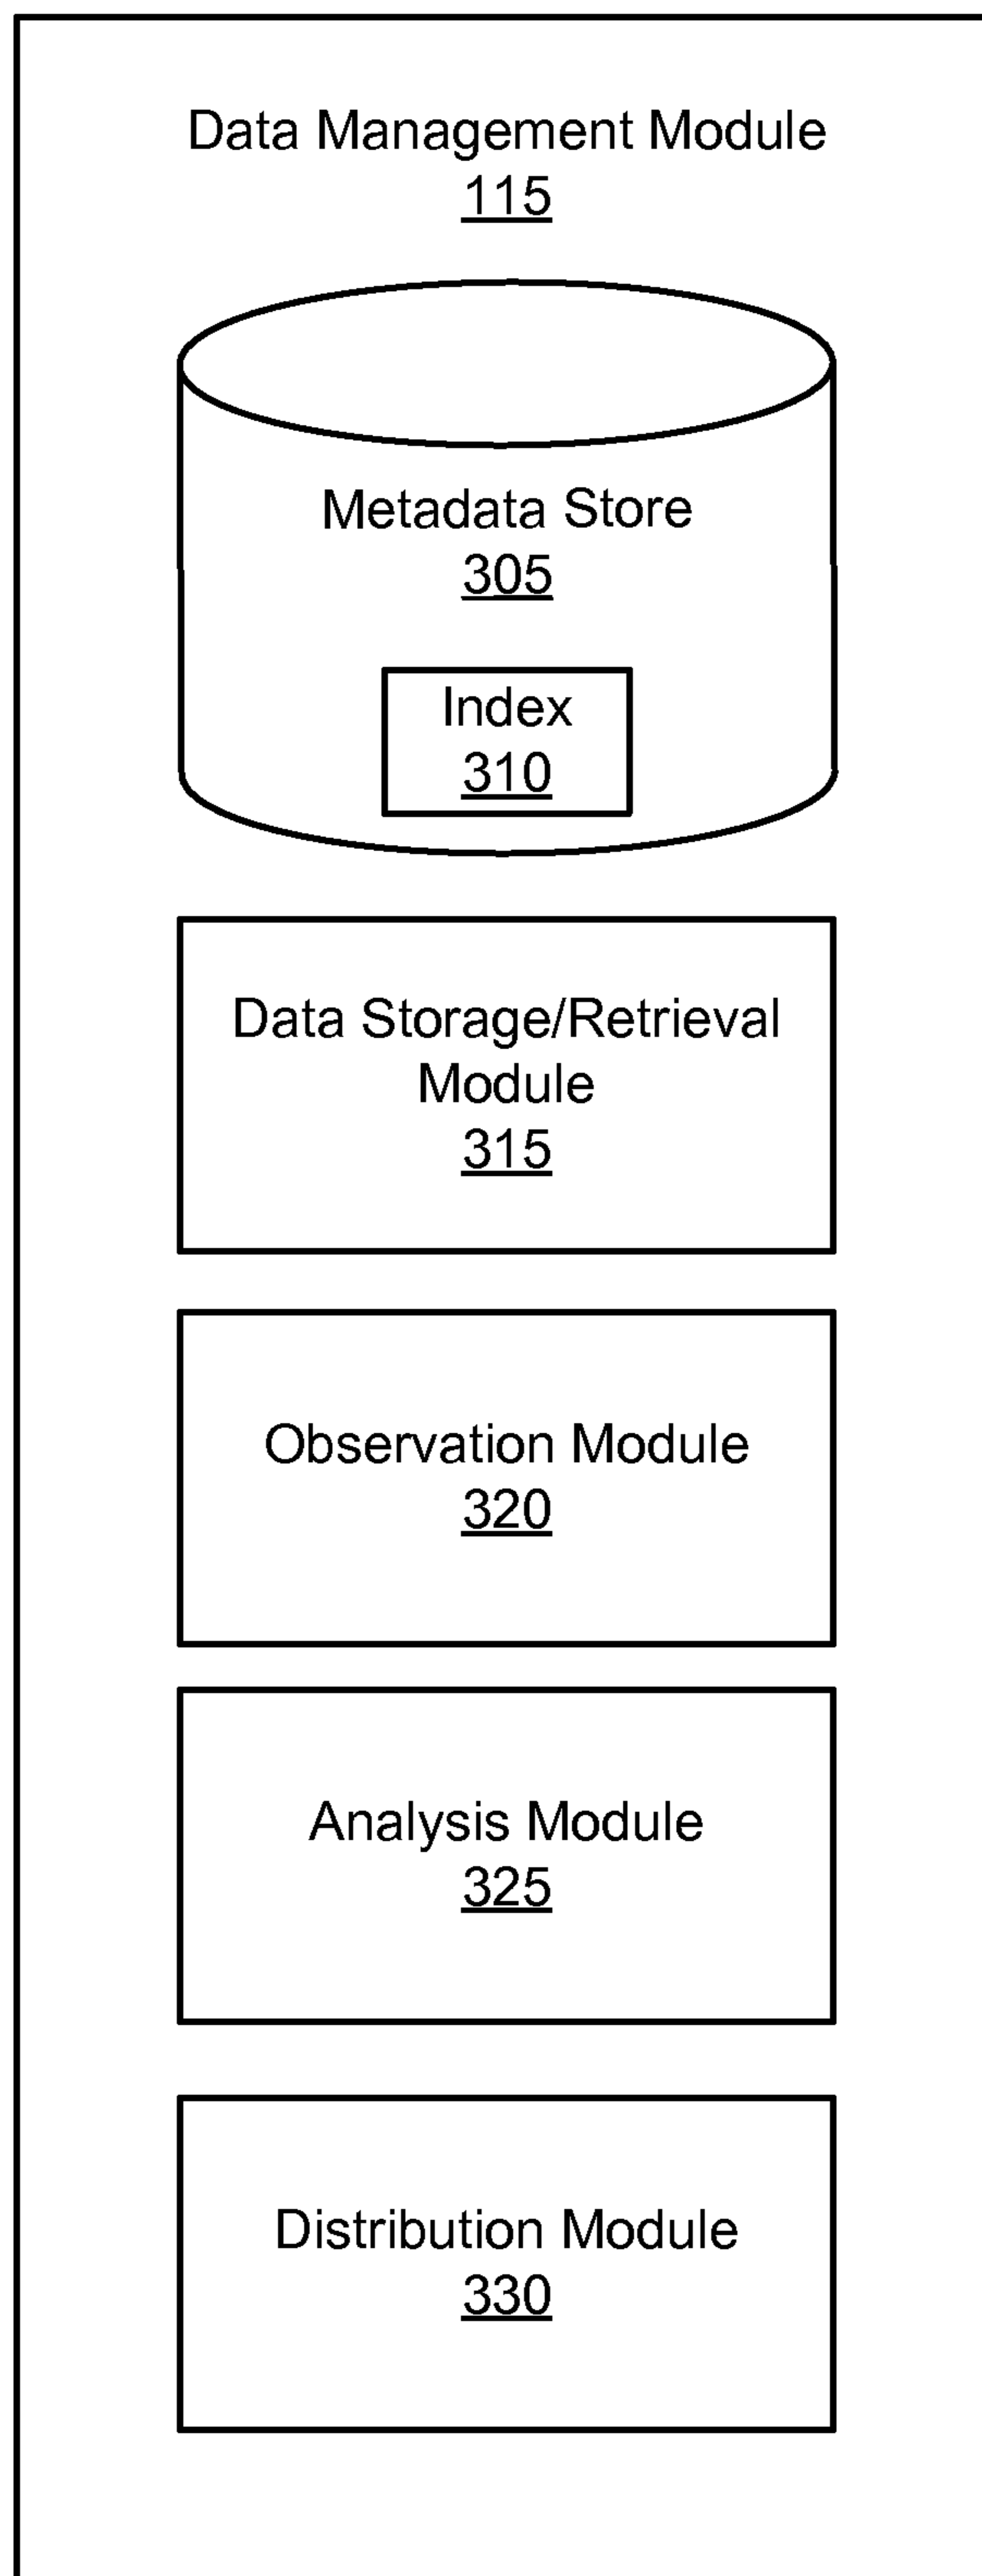 Data Management Module
115
Metadata Store
305
Index
310
Data Storage/Retrieval
Module
315
Observation Module
320
Analysis Module
325
Distribution Module
330